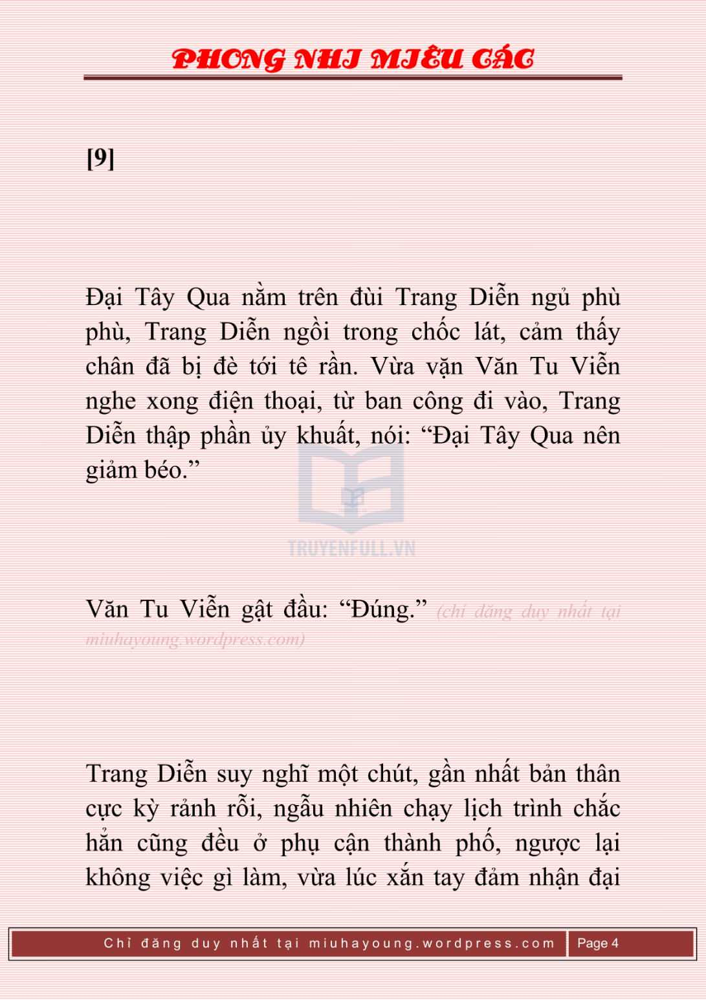 PHONG NHI MIÊU CÁC
[9]
Đại Tây Qua nằm trên đùi Trang Diễn ngủ phù
phù, Trang Diễn ngồi trong chốc lát, cảm thấy
chân đã bị đè tới tê rần. Vừa vặn Văn Tu Viễn
nghe xong điện thoại, từ ban công đi vào, Trang
Diễn thập phần ủy khuất, nói: “Đại Tây Qua nên
giảm béo.”
TRUYENFULL.VN
Văn Tu Viễn gật đầu: “Đúng.” (chỉ đăng duy nhất tại
miuhayoung.wordpress.com)
Trang Diễn suy nghĩ một chút, gần nhất bản thân
cực kỳ rảnh rỗi, ngẫu nhiên chạy lịch trình chắc
hẳn cũng đều ở phụ cận thành phố, ngược lại
không việc gì làm, vừa lúc xắn tay đảm nhận đại
Chỉ đăng duy nhất tại miuhayoung.wordpress.com Page 4